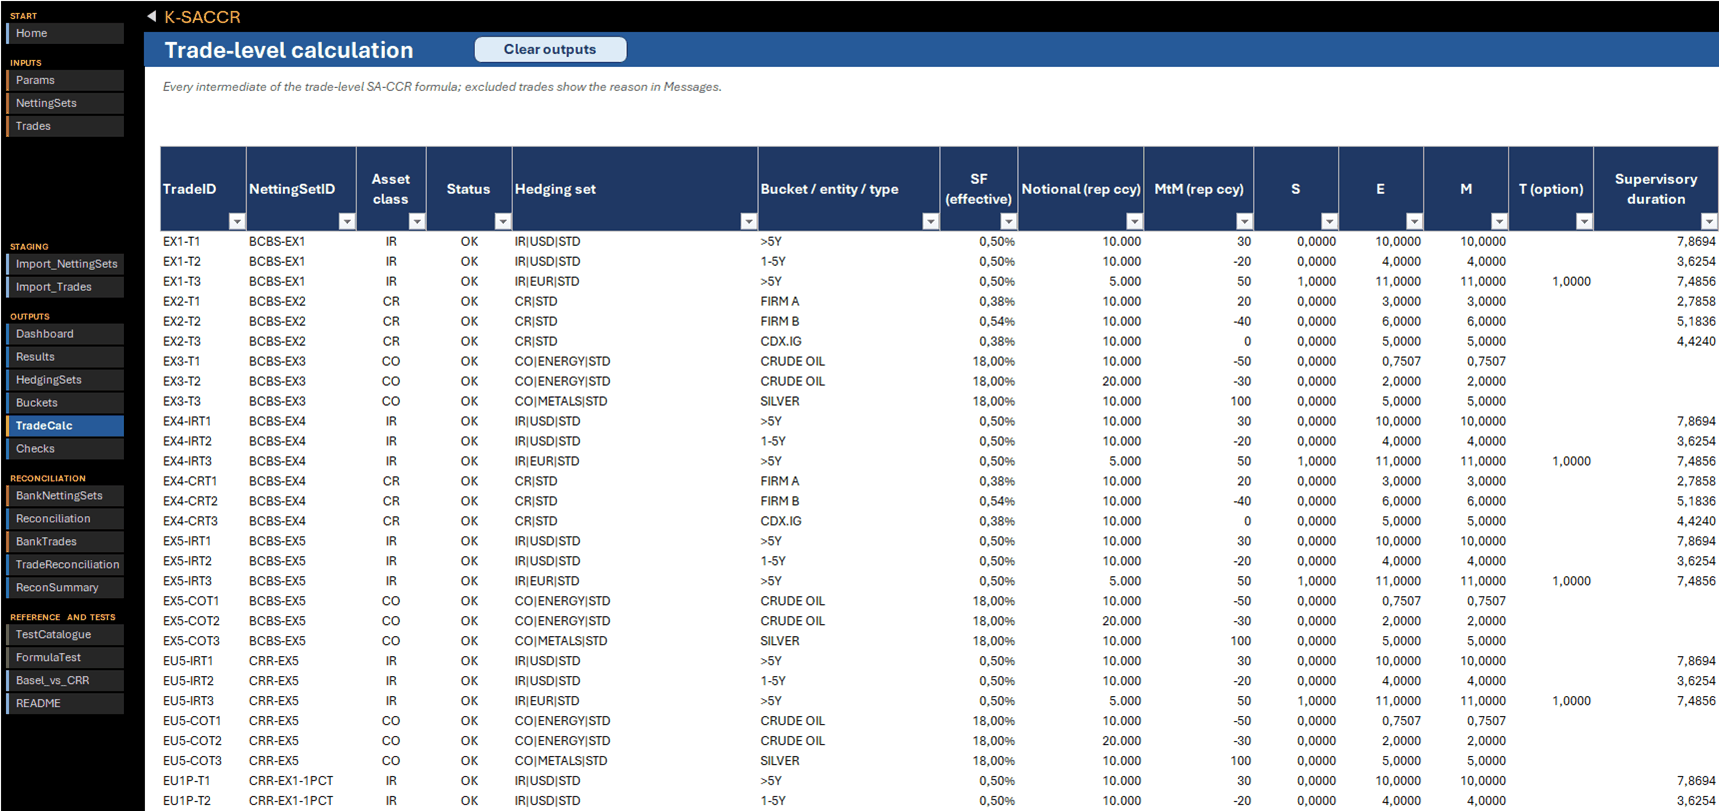 START
Home
INPUTS
Params
NettingSets
Trades
STAGING
Import_NettingSets
Import_Trades
OUTPUTS
Dashboard
Results
HedgingSets
Buckets
TradeCalc
Checks
RECONCILIATION
BankNettingSets
Reconciliation
BankTrades
TradeReconciliation
ReconSummary
REFERENCE AND TESTS
TestCatalogue
FormulaTest
Basel_vs_CRR
README
K-SACCR
Trade-level calculation Clear outputs
Every intermediate of the trade-level SA-CCR formula; excluded trades show the reason in Messages.
TradeID NettingSetID Asset class Status Hedging set Bucket / entity / type SF (effective) Notional (rep ccy) MtM (rep ccy) S E M T (option) Supervisory duration
EX1-T1 BCBS-EX1 IR OK IR|USD|STD >5Y 0,50% 10.000 30 0,0000 10,0000 10,0000 7,8694
EX1-T2 BCBS-EX1 IR OK IR|USD|STD 1-5Y 0,50% 10.000 -20 0,0000 4,0000 4,0000 3,6254
EX1-T3 BCBS-EX1 IR OK IR|EUR|STD >5Y 0,50% 5.000 50 1,0000 11,0000 11,0000 1,0000 7,4856
EX2-T1 BCBS-EX2 CR OK CR|STD FIRM A 0,38% 10.000 20 0,0000 3,0000 3,0000 2,7858
EX2-T2 BCBS-EX2 CR OK CR|STD FIRM B 0,54% 10.000 -40 0,0000 6,0000 6,0000 5,1836
EX2-T3 BCBS-EX2 CR OK CR|STD CDX.IG 0,38% 10.000 0 0,0000 5,0000 5,0000 4,4240
EX3-T1 BCBS-EX3 CO OK CO|ENERGY|STD CRUDE OIL 18,00% 10.000 -50 0,0000 0,7507 0,7507
EX3-T2 BCBS-EX3 CO OK CO|ENERGY|STD CRUDE OIL 18,00% 20.000 -30 0,0000 2,0000 2,0000
EX3-T3 BCBS-EX3 CO OK CO|METALS|STD SILVER 18,00% 10.000 100 0,0000 5,0000 5,0000
EX4-IRT1 BCBS-EX4 IR OK IR|USD|STD >5Y 0,50% 10.000 30 0,0000 10,0000 10,0000 7,8694
EX4-IRT2 BCBS-EX4 IR OK IR|USD|STD 1-5Y 0,50% 10.000 -20 0,0000 4,0000 4,0000 3,6254
EX4-IRT3 BCBS-EX4 IR OK IR|EUR|STD >5Y 0,50% 5.000 50 1,0000 11,0000 11,0000 1,0000 7,4856
EX4-CRT1 BCBS-EX4 CR OK CR|STD FIRM A 0,38% 10.000 20 0,0000 3,0000 3,0000 2,7858
EX4-CRT2 BCBS-EX4 CR OK CR|STD FIRM B 0,54% 10.000 -40 0,0000 6,0000 6,0000 5,1836
EX4-CRT3 BCBS-EX4 CR OK CR|STD CDX.IG 0,38% 10.000 0 0,0000 5,0000 5,0000 4,4240
EX5-IRT1 BCBS-EX5 IR OK IR|USD|STD >5Y 0,50% 10.000 30 0,0000 10,0000 10,0000 7,8694
EX5-IRT2 BCBS-EX5 IR OK IR|USD|STD 1-5Y 0,50% 10.000 -20 0,0000 4,0000 4,0000 3,6254
EX5-IRT3 BCBS-EX5 IR OK IR|EUR|STD >5Y 0,50% 5.000 50 1,0000 11,0000 11,0000 1,0000 7,4856
EX5-COT1 BCBS-EX5 CO OK CO|ENERGY|STD CRUDE OIL 18,00% 10.000 -50 0,0000 0,7507 0,7507
EX5-COT2 BCBS-EX5 CO OK CO|ENERGY|STD CRUDE OIL 18,00% 20.000 -30 0,0000 2,0000 2,0000
EX5-COT3 BCBS-EX5 CO OK CO|METALS|STD SILVER 18,00% 10.000 100 0,0000 5,0000 5,0000
EU5-IRT1 CRR-EX5 IR OK IR|USD|STD >5Y 0,50% 10.000 30 0,0000 10,0000 10,0000 7,8694
EU5-IRT2 CRR-EX5 IR OK IR|USD|STD 1-5Y 0,50% 10.000 -20 0,0000 4,0000 4,0000 3,6254
EU5-IRT3 CRR-EX5 IR OK IR|EUR|STD >5Y 0,50% 5.000 50 1,0000 11,0000 11,0000 1,0000 7,4856
EU5-COT1 CRR-EX5 CO OK CO|ENERGY|STD CRUDE OIL 18,00% 10.000 -50 0,0000 0,7507 0,7507
EU5-COT2 CRR-EX5 CO OK CO|ENERGY|STD CRUDE OIL 18,00% 20.000 -30 0,0000 2,0000 2,0000
EU5-COT3 CRR-EX5 CO OK CO|METALS|STD SILVER 18,00% 10.000 100 0,0000 5,0000 5,0000
EU1P-T1 CRR-EX1-1PCT IR OK IR|USD|STD >5Y 0,50% 10.000 30 0,0000 10,0000 10,0000 7,8694
EU1P-T2 CRR-EX1-1PCT IR OK IR|USD|STD 1-5Y 0,50% 10.000 -20 0,0000 4,0000 4,0000 3,6254